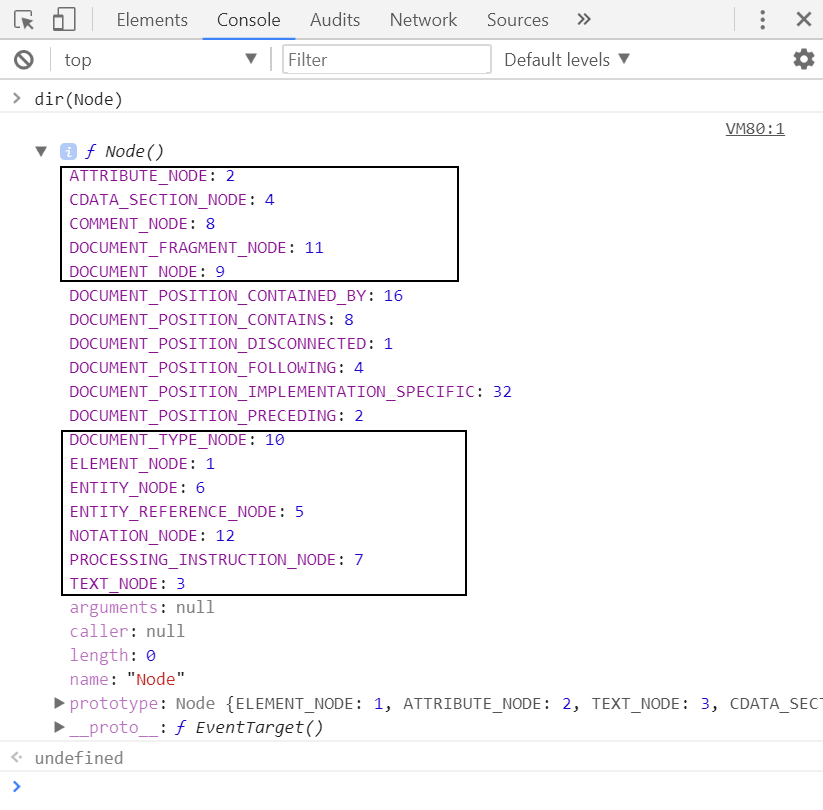 Elements Console Audits Network Sources »
top ▼ Filter Default levels ▼
> dir(Node)
VM80:1
▼ i ƒ Node()
ATTRIBUTE_NODE: 2
CDATA_SECTION_NODE: 4
COMMENT_NODE: 8
DOCUMENT_FRAGMENT_NODE: 11
DOCUMENT_NODE: 9
DOCUMENT_POSITION_CONTAINED_BY: 16
DOCUMENT_POSITION_CONTAINS: 8
DOCUMENT_POSITION_DISCONNECTED: 1
DOCUMENT_POSITION_FOLLOWING: 4
DOCUMENT_POSITION_IMPLEMENTATION_SPECIFIC: 32
DOCUMENT_POSITION_PRECEDING: 2
DOCUMENT_TYPE_NODE: 10
ELEMENT_NODE: 1
ENTITY_NODE: 6
ENTITY_REFERENCE_NODE: 5
NOTATION_NODE: 12
PROCESSING_INSTRUCTION_NODE: 7
TEXT_NODE: 3
arguments: null
caller: null
length: 0
name: "Node"
▶ prototype: Node {ELEMENT_NODE: 1, ATTRIBUTE_NODE: 2, TEXT_NODE: 3, CDATA_SECT
▶ __proto__: ƒ EventTarget()
< undefined
>